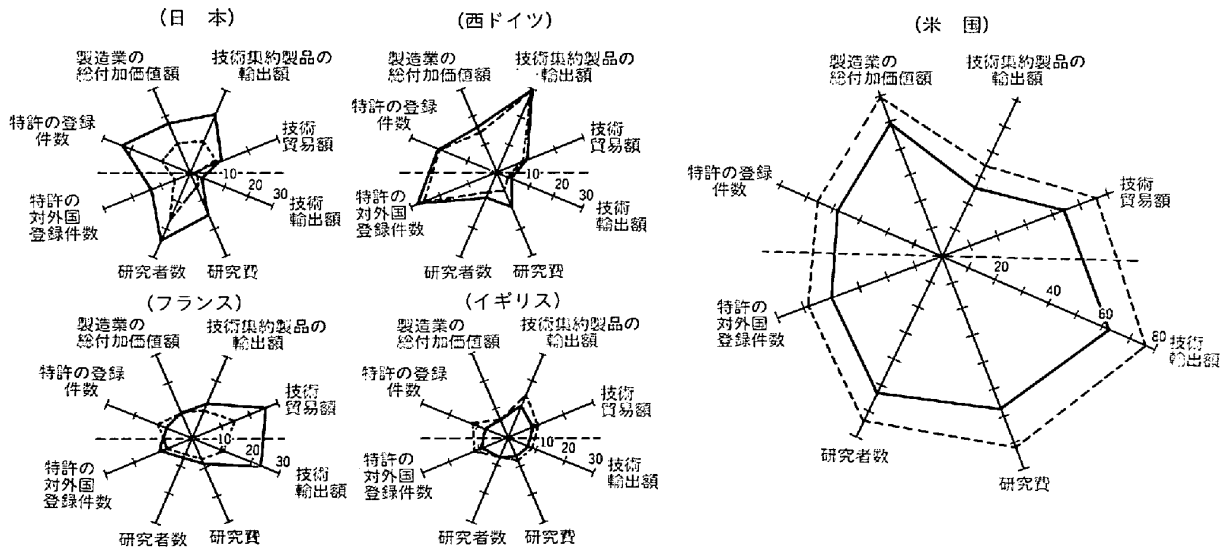 (日 本)
製造業の
総付加価値額
技術集約製品の
輸出額
特許の登録
件数
技術
貿易額
10
20
30
特許の
対外国
登録件数
技術
輸出額
研究者数
研究費
(西ドイツ)
製造業の
総付加価値額
技術集約製品の
輸出額
特許の登録
件数
技術
貿易額
10
20
30
特許の
対外国
登録件数
技術
輸出額
研究者数
研究費
(フランス)
製造業の
総付加価値額
技術集約製品の
輸出額
特許の登録
件数
技術
貿易額
10
20
30
特許の
対外国
登録件数
技術
輸出額
研究者数
研究費
(イギリス)
製造業の
総付加価値額
技術集約製品の
輸出額
特許の登録
件数
技術
貿易額
10
20
30
特許の
対外国
登録件数
技術
輸出額
研究者数
研究費
(米 国)
製造業の
総付加価値額
技術集約製品の
輸出額
特許の登録
件数
技術
貿易額
20
40
60
80
特許の
対外国
登録件数
技術
輸出額
研究者数
研究費